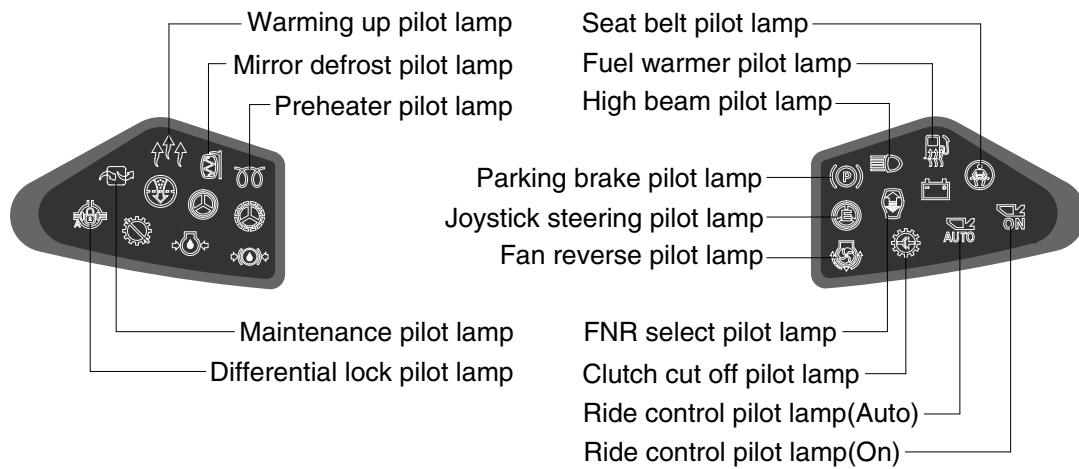 Warming up pilot lamp
Mirror defrost pilot lamp
Preheater pilot lamp
Maintenance pilot lamp
Differential lock pilot lamp
A
Seat belt pilot lamp
Fuel warmer pilot lamp
High beam pilot lamp
Parking brake pilot lamp
Joystick steering pilot lamp
Fan reverse pilot lamp
P
AUTO
ON
FNR select pilot lamp
Clutch cut off pilot lamp
Ride control pilot lamp(Auto)
Ride control pilot lamp(On)